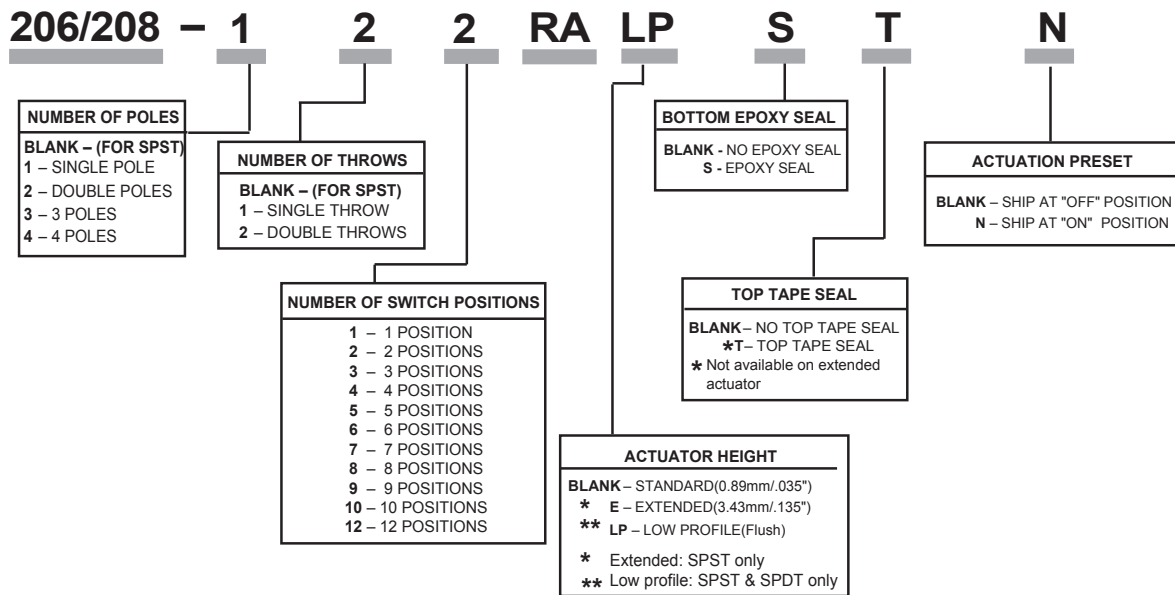 206/208 – 1 2 2 RA LP S T N
NUMBER OF POLES
BLANK – (FOR SPST)
1 – SINGLE POLE
2 – DOUBLE POLES
3 – 3 POLES
4 – 4 POLES
NUMBER OF THROWS
BLANK – (FOR SPST)
1 – SINGLE THROW
2 – DOUBLE THROWS
NUMBER OF SWITCH POSITIONS
1 – 1 POSITION
2 – 2 POSITIONS
3 – 3 POSITIONS
4 – 4 POSITIONS
5 – 5 POSITIONS
6 – 6 POSITIONS
7 – 7 POSITIONS
8 – 8 POSITIONS
9 – 9 POSITIONS
10 – 10 POSITIONS
12 – 12 POSITIONS
ACTUATOR HEIGHT
BLANK – STANDARD(0.89mm/.035")
* E – EXTENDED(3.43mm/.135")
** LP – LOW PROFILE(Flush)
* Extended: SPST only
** Low profile: SPST & SPDT only
BOTTOM EPOXY SEAL
BLANK - NO EPOXY SEAL
S - EPOXY SEAL
TOP TAPE SEAL
BLANK – NO TOP TAPE SEAL
*T – TOP TAPE SEAL
* Not available on extended
actuator
ACTUATION PRESET
BLANK – SHIP AT "OFF" POSITION
N – SHIP AT "ON" POSITION